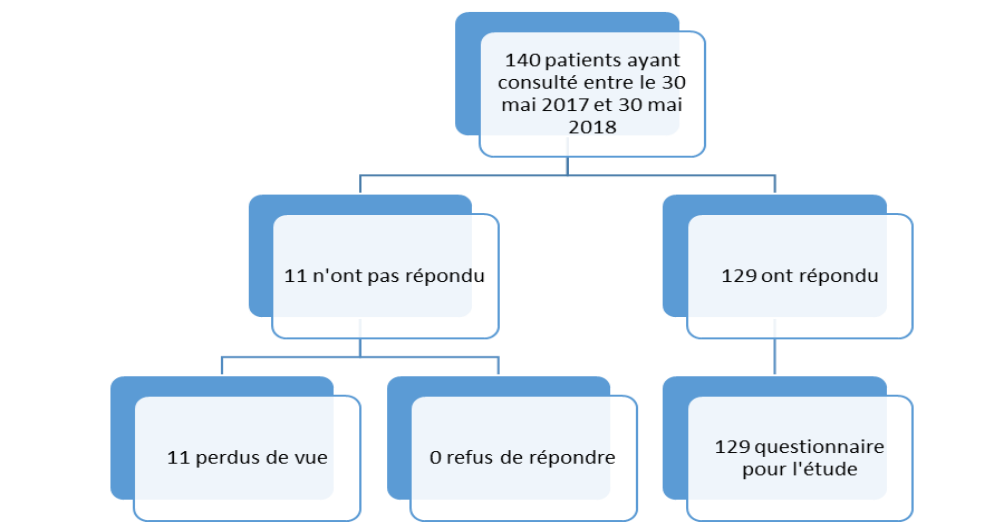 140 patients ayant
consulté entre le 30
mai 2017 et 30 mai
2018
11 n'ont pas répondu
129 ont répondu
11 perdus de vue
0 refus de répondre
129 questionnaire
pour l'étude